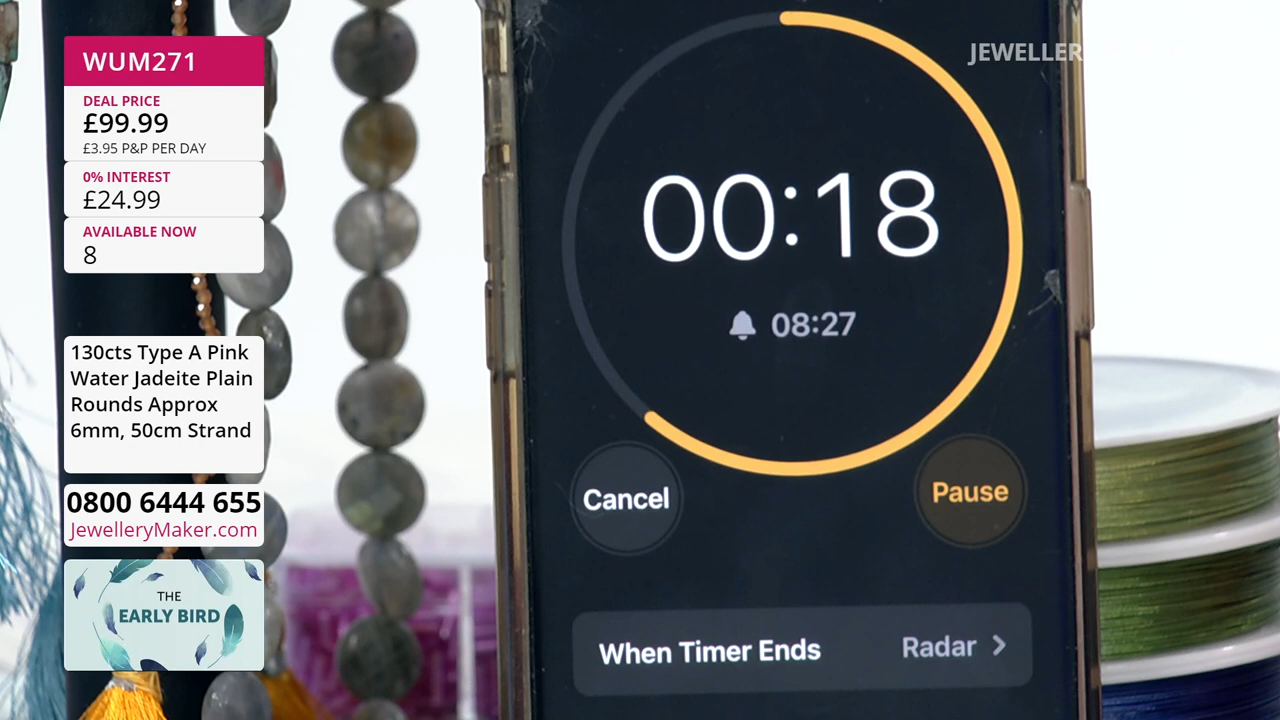 WUM271
DEAL PRICE
£99.99
£3.95 P&P PER DAY
0% INTEREST
£24.99
AVAILABLE NOW
8
130cts Type A Pink
Water Jadeite Plain
Rounds Approx
6mm, 50cm Strand
0800 6444 655
JewelleryMaker.com
THE
EARLY BIRD
JEWELLER
00:18
08:27
Cancel
Pause
When Timer Ends
Radar